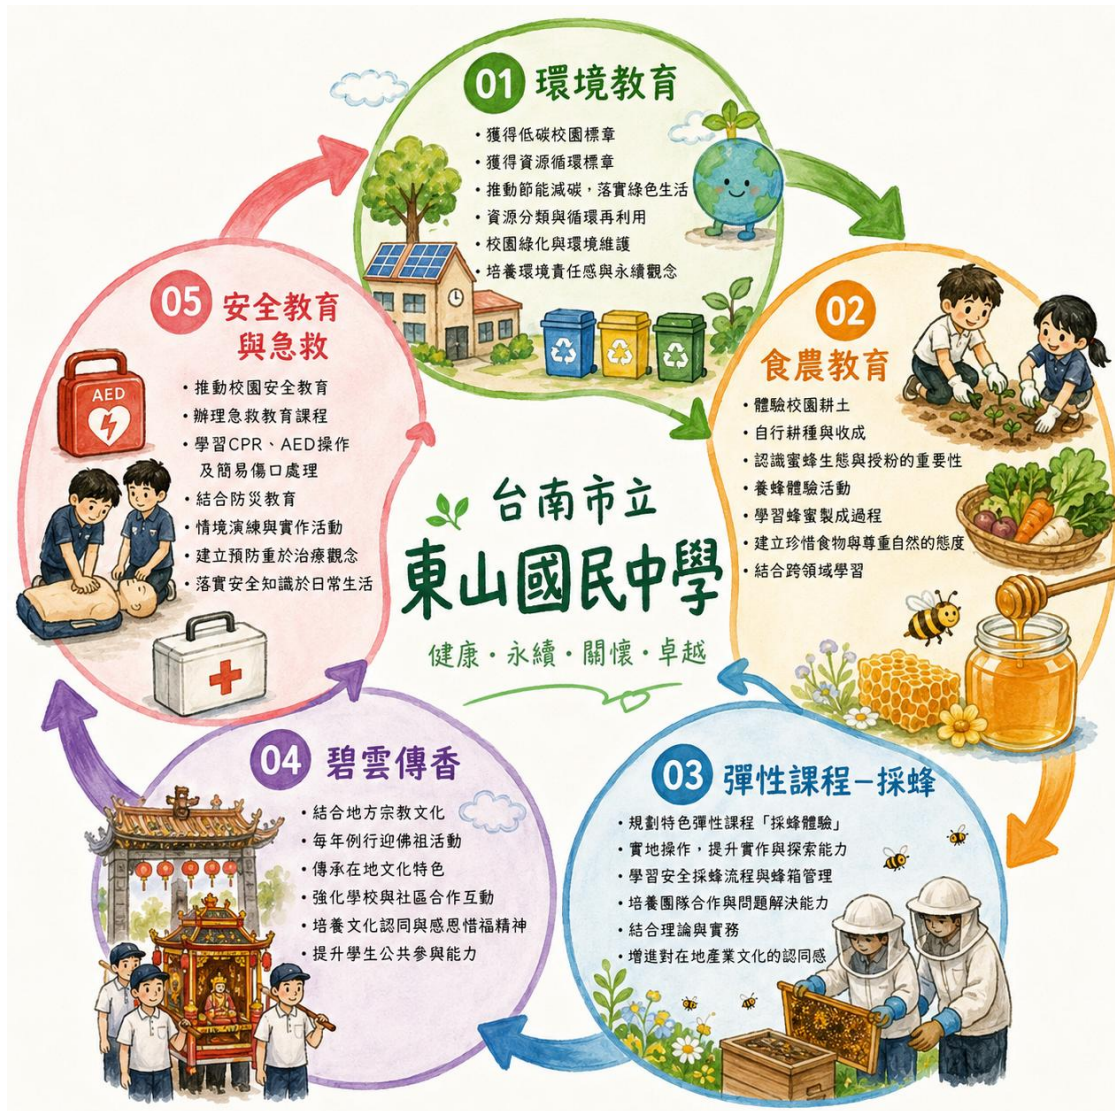 01 環境教育
・獲得低碳校園標章
・獲得資源循環標章
・推動節能減碳，落實綠色生活
・資源分類與循環再利用
・校園綠化與環境維護
・培養環境責任感與永續觀念
02
食農教育
・體驗校園耕土
・自行耕種與收成
・認識蜜蜂生態與授粉的重要性
・養蜂體驗活動
・學習蜂蜜製成過程
・建立珍惜食物與尊重自然的態度
・結合跨領域學習
03 彈性課程－採蜂
・規劃特色彈性課程「採蜂體驗」
・實地操作，提升實作與探索能力
・學習安全採蜂流程與蜂箱管理
・培養團隊合作與問題解決能力
・結合理論與實務
・增進對在地產業文化的認同感
04 碧雲傳香
・結合地方宗教文化
・每年例行迎佛祖活動
・傳承在地文化特色
・強化學校與社區合作互動
・培養文化認同與感恩惜福精神
・提升學生公共參與能力
05 安全教育
與急救
・推動校園安全教育
・辦理急救教育課程
・學習CPR、AED操作
及簡易傷口處理
・結合防災教育
・情境演練與實作活動
・建立預防重於治療觀念
・落實安全知識於日常生活
AED
台南市立
東山國民中學
健康・永續・關懷・卓越